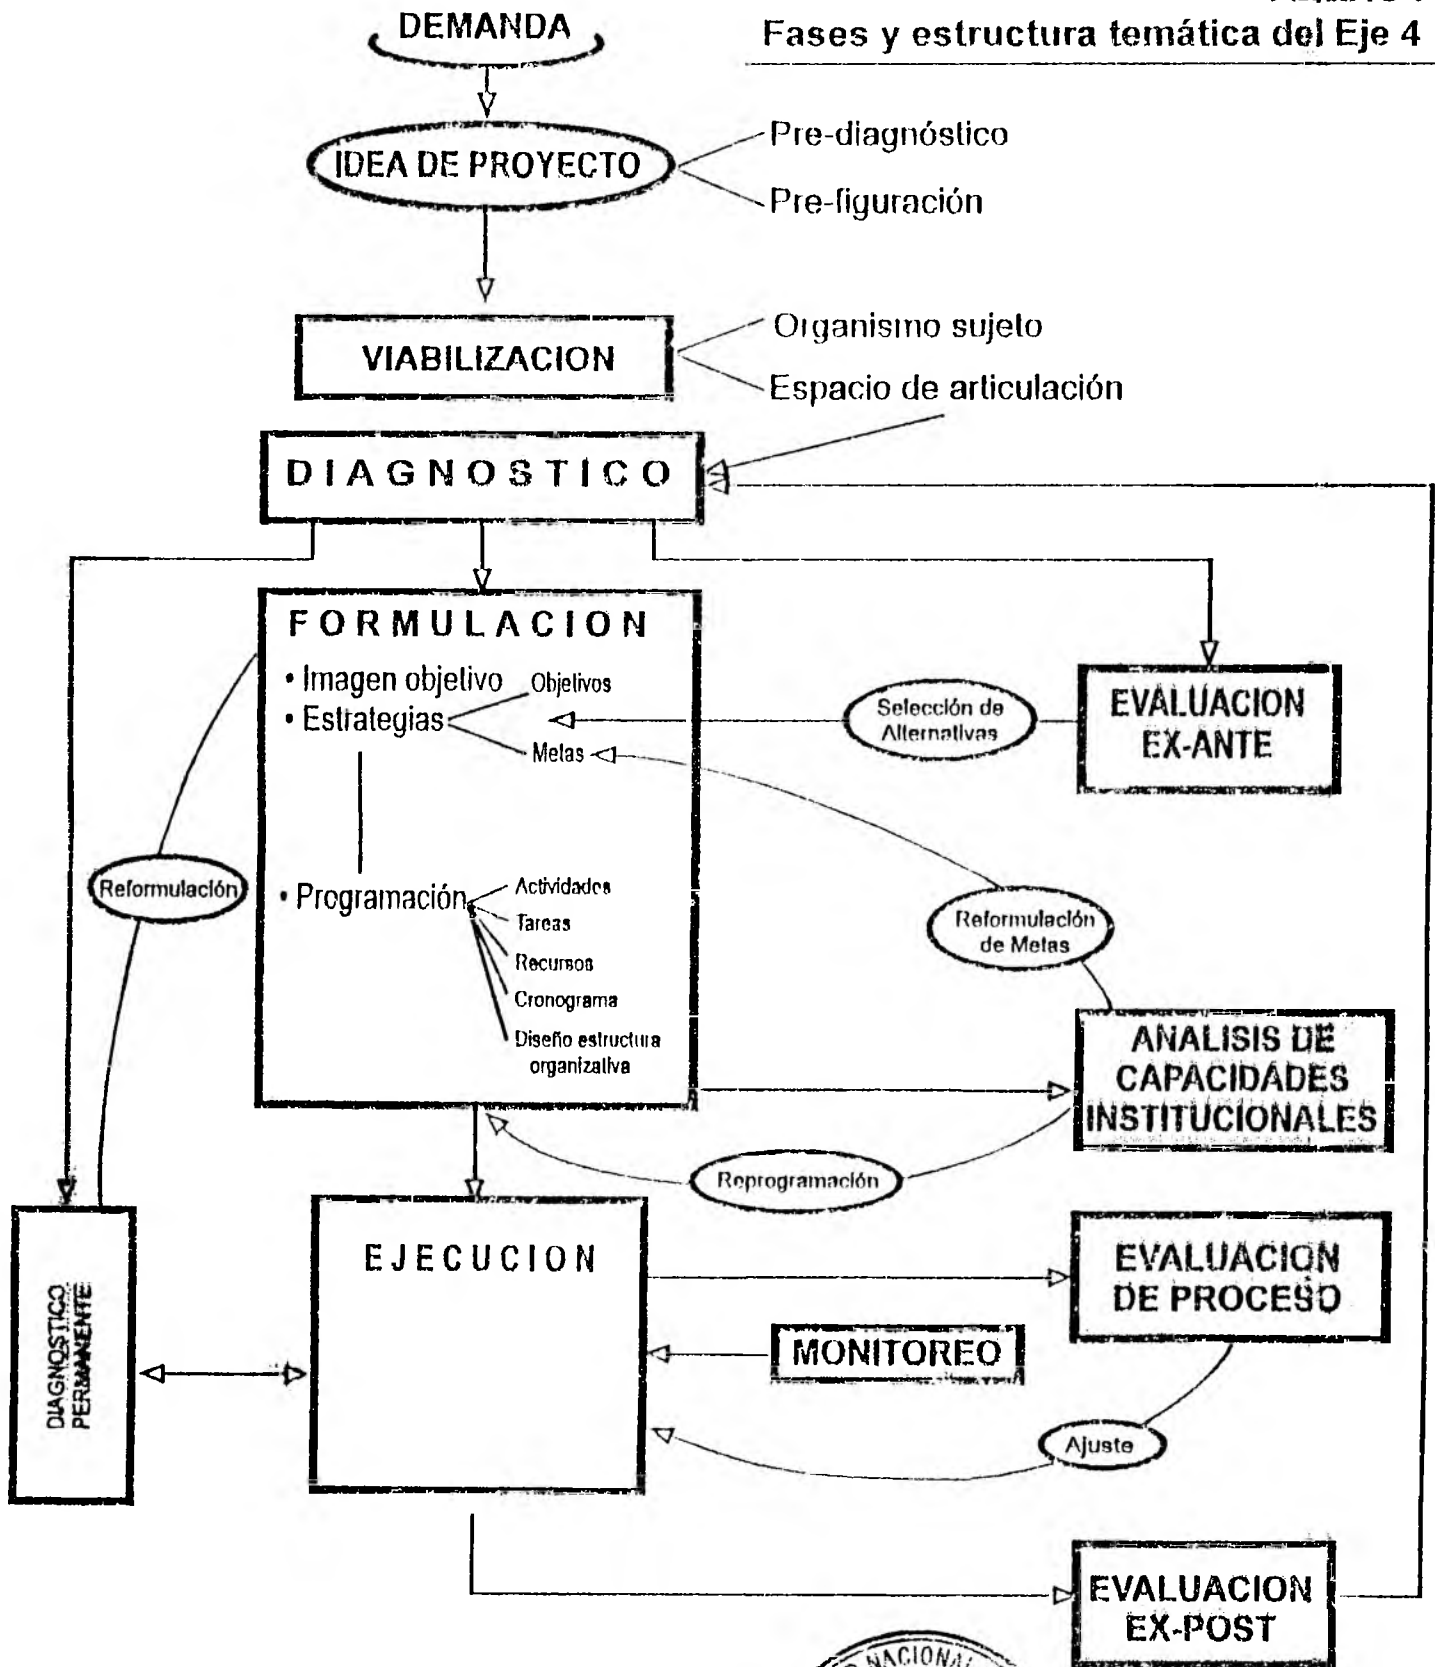 Fases y estructura temática del Eje 4
DEMANDA
IDEA DE PROYECTO
Pre-diagnóstico
Pre-figuración
VIABILIZACION
Organismo sujeto
Espacio de articulación
DIAGNOSTICO
FORMULACION
• Imagen objetivo
Objetivos
• Estrategias
Metas
Selección de
Alternativas
EVALUACION
EX-ANTE
Reformulación
• Programación
Actividades
Tareas
Recursos
Cronograma
Diseño estructura
organizativa
Reformulación
de Metas
ANALISIS DE
CAPACIDADES
INSTITUCIONALES
Reprogramación
DIAGNOSTICO
PERMANENTE
EJECUCION
EVALUACION
DE PROCESO
MONITOREO
Ajuste
EVALUACION
EX-POST
NACIONAL